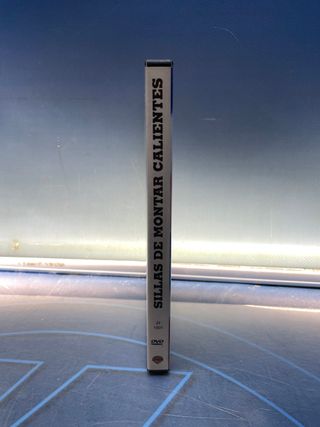 SILLAS DE MONTAR CALIENTES
DVD